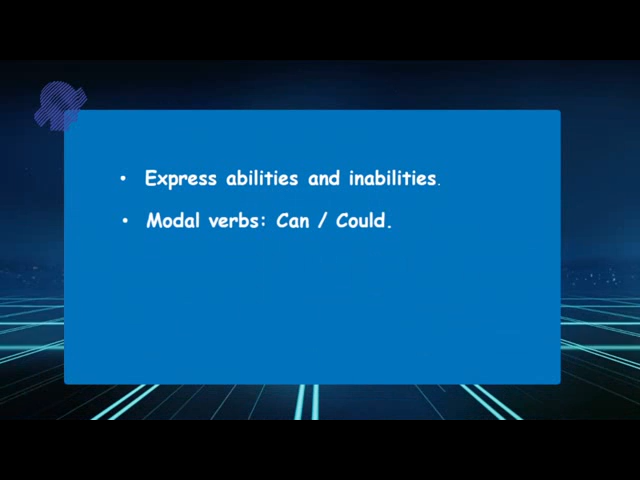 • Express abilities and inabilities.
• Modal verbs: Can / Could.